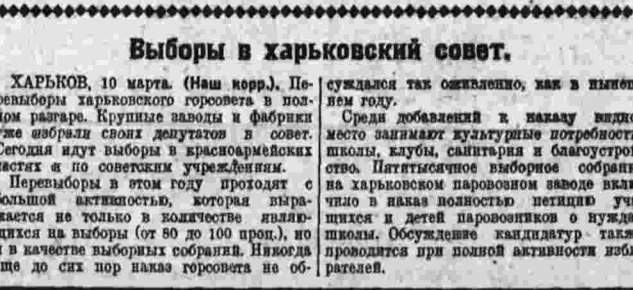 Выборы в харьковский совет.
ХАРЬКОВ, 10 марта. (Наш корр.). Пе-
ревыборы харьковского горсовета в пол-
ном разгаре. Крупные заводы и фабрики
уже избрали своих депутатов в совет.
Сегодня идут выборы в красноармейских
частях и по советским учреждениям.
Перевыборы в этом году проходят с
большой активностью, которая выра-
жается не только в количестве являю-
щихся на выборы (от 80 до 100 проц.), но
и в качестве выборных собраний. Никогда
еще до сих пор наказ горсовета не об-
суждался так оживленно, как в нынеш-
нем году.
Среди добавлений к наказу видно
место занимают культурные потребност
школы, клубы, санитария и благоустрой
ство. Пятитысячное выборное собрани
на харьковском паровозном заводе вклю
чило в наказ полностью петицию уча
щихся и детей паровозников о нужда
школы. Обсуждение кандидатур такж
проводится при полной активности изби
рателей.